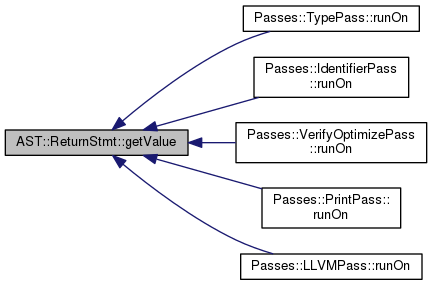 Passes::TypePass::runOn
Passes::IdentifierPass
::runOn
AST::ReturnStmt::getValue
Passes::VerifyOptimizePass
::runOn
Passes::PrintPass::
runOn
Passes::LLVMPass::runOn